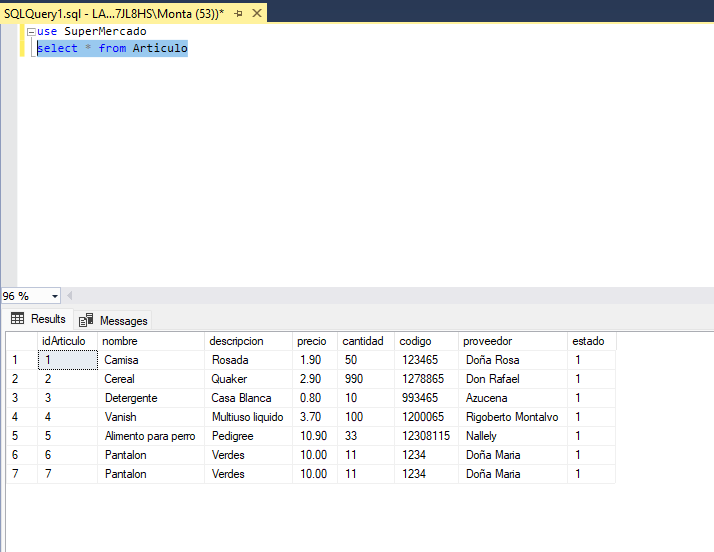 SQLQuery1.sql - LA...7JL8HS\Monta (53))*
use SuperMercado
select * from Articulo
96 %
Results Messages
idArticulo nombre descripcion precio cantidad codigo proveedor estado
1 1 Camisa Rosada 1.90 50 123465 Doña Rosa 1
2 2 Cereal Quaker 2.90 990 1278865 Don Rafael 1
3 3 Detergente Casa Blanca 0.80 10 993465 Azucena 1
4 4 Vanish Multiuso liquido 3.70 100 1200065 Rigoberto Montalvo 1
5 5 Alimento para perro Pedigree 10.90 33 12308115 Nallely 1
6 6 Pantalon Verdes 10.00 11 1234 Doña Maria 1
7 7 Pantalon Verdes 10.00 11 1234 Doña Maria 1